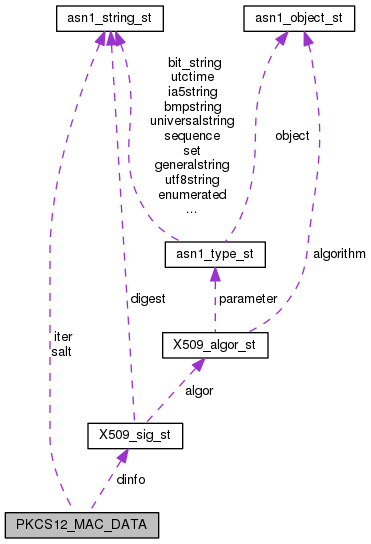 asn1_string_st
asn1_object_st
bit_string
utctime
ia5string
bmpstring
universalstring
sequence
set
generalstring
utf8string
enumerated
...
object
asn1_type_st
algorithm
digest
parameter
iter
salt
X509_algor_st
algor
X509_sig_st
dinfo
PKCS12_MAC_DATA